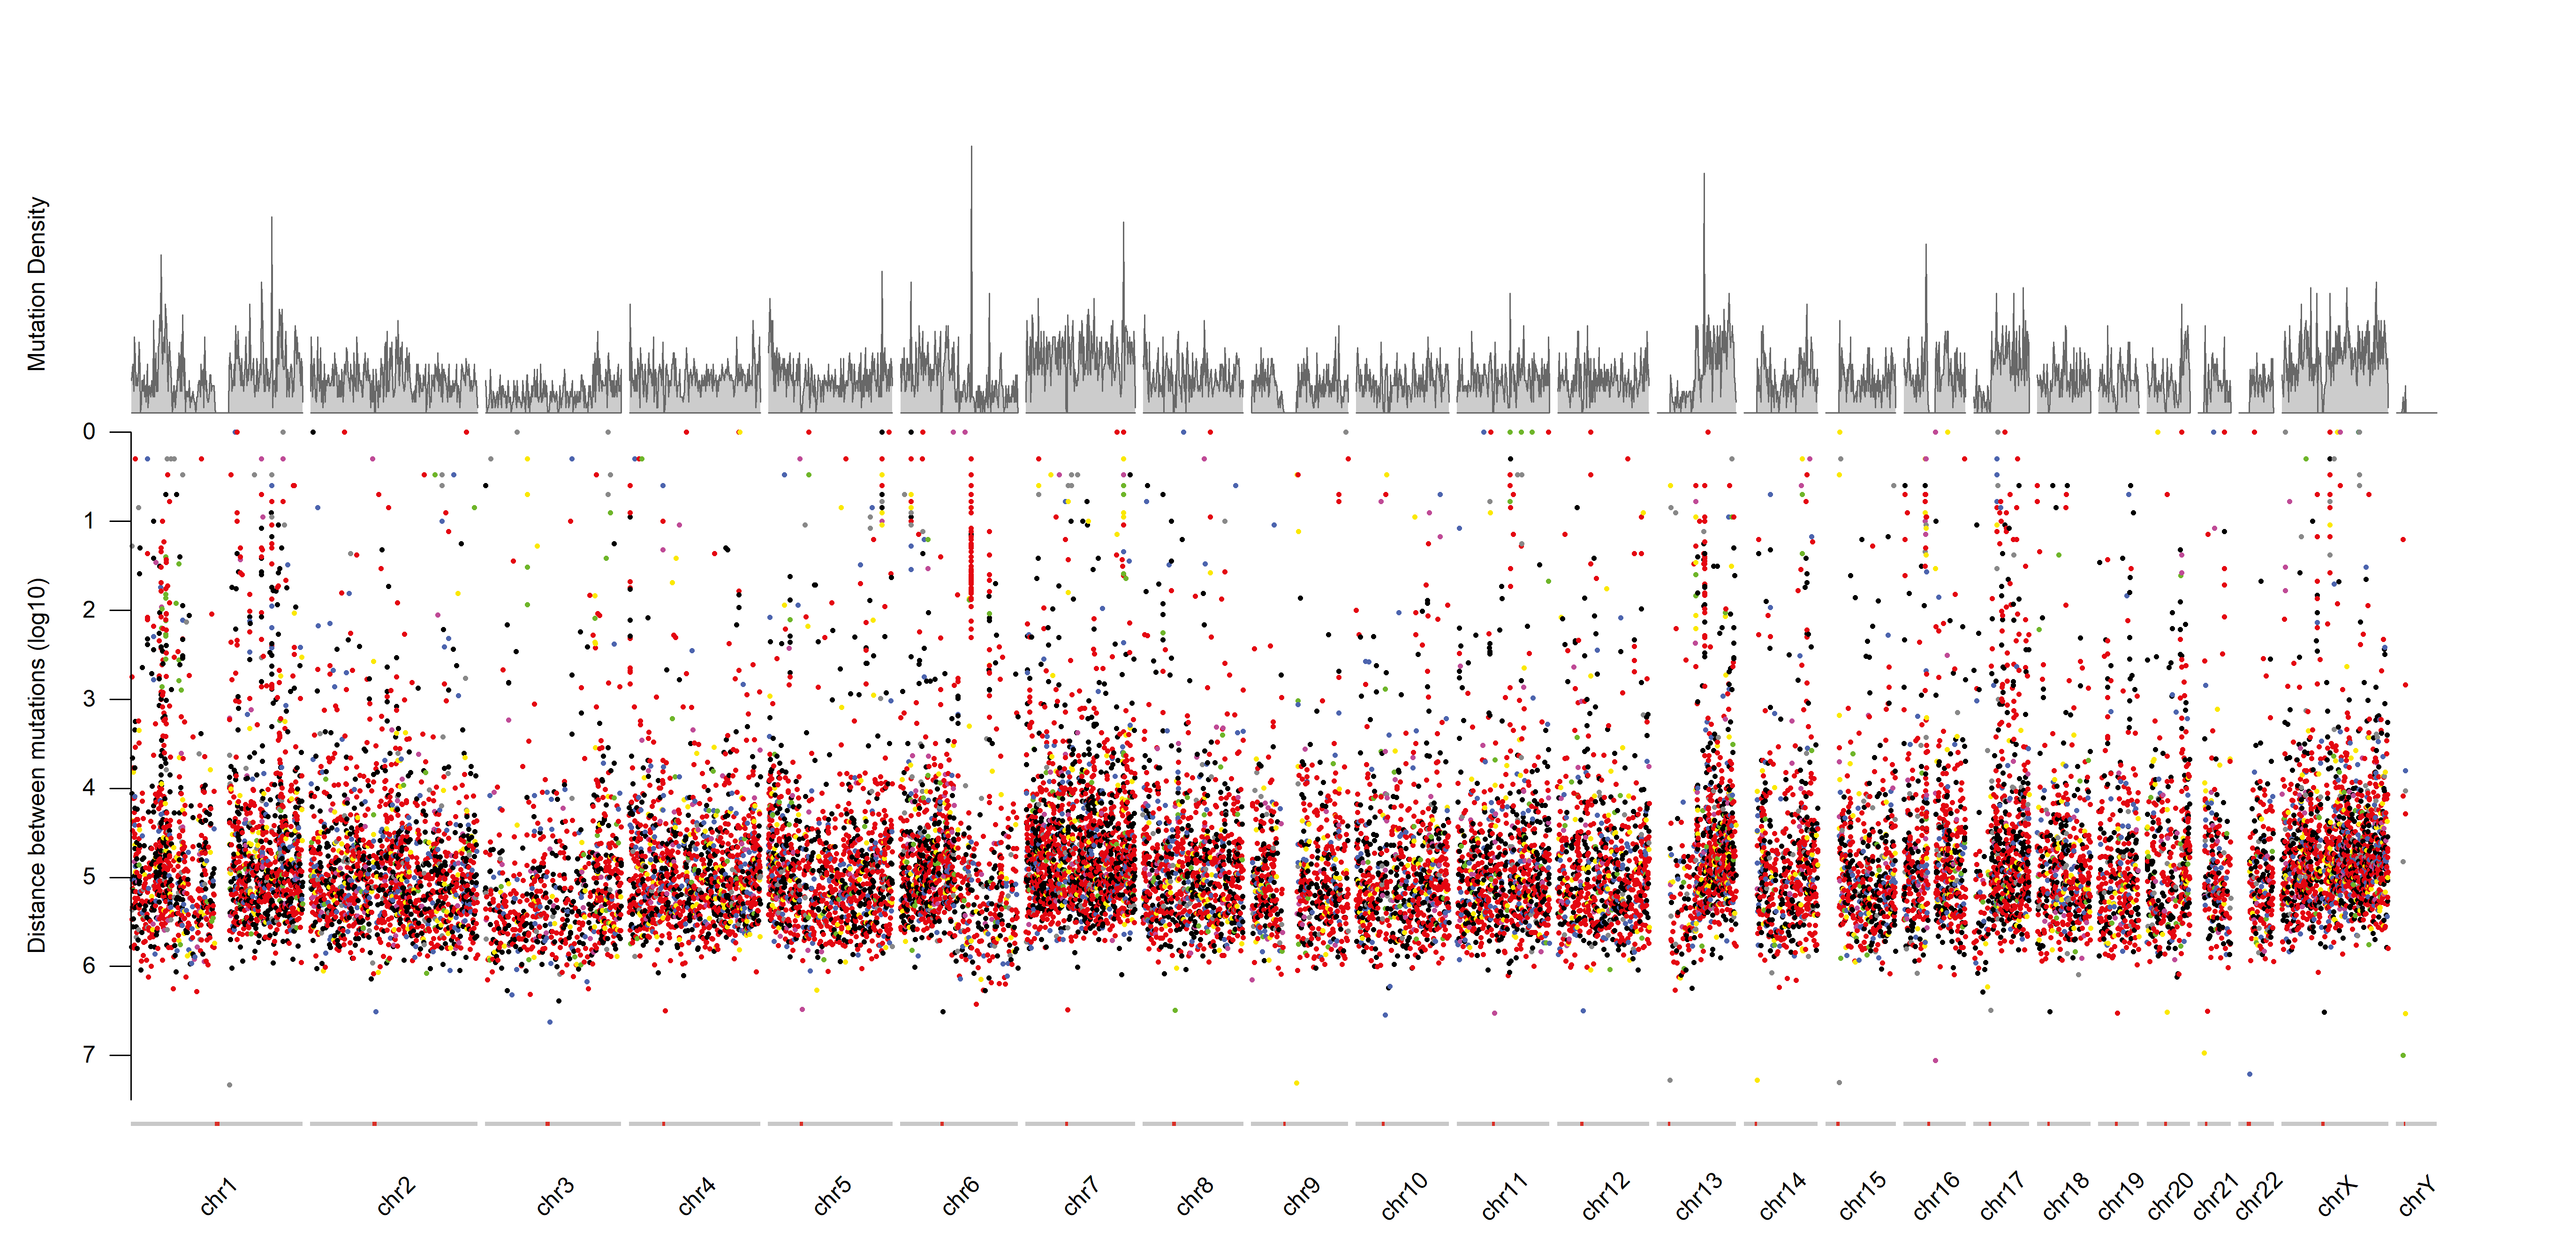 Mutation Density
Distance between mutations (log10)
0
1
2
3
4
5
6
7
chr1 chr2 chr3 chr4 chr5 chr6 chr7 chr8 chr9 chr10 chr11 chr12 chr13 chr14 chr15 chr16 chr17 chr18 chr19 chr20 chr21 chr22 chrX chrY